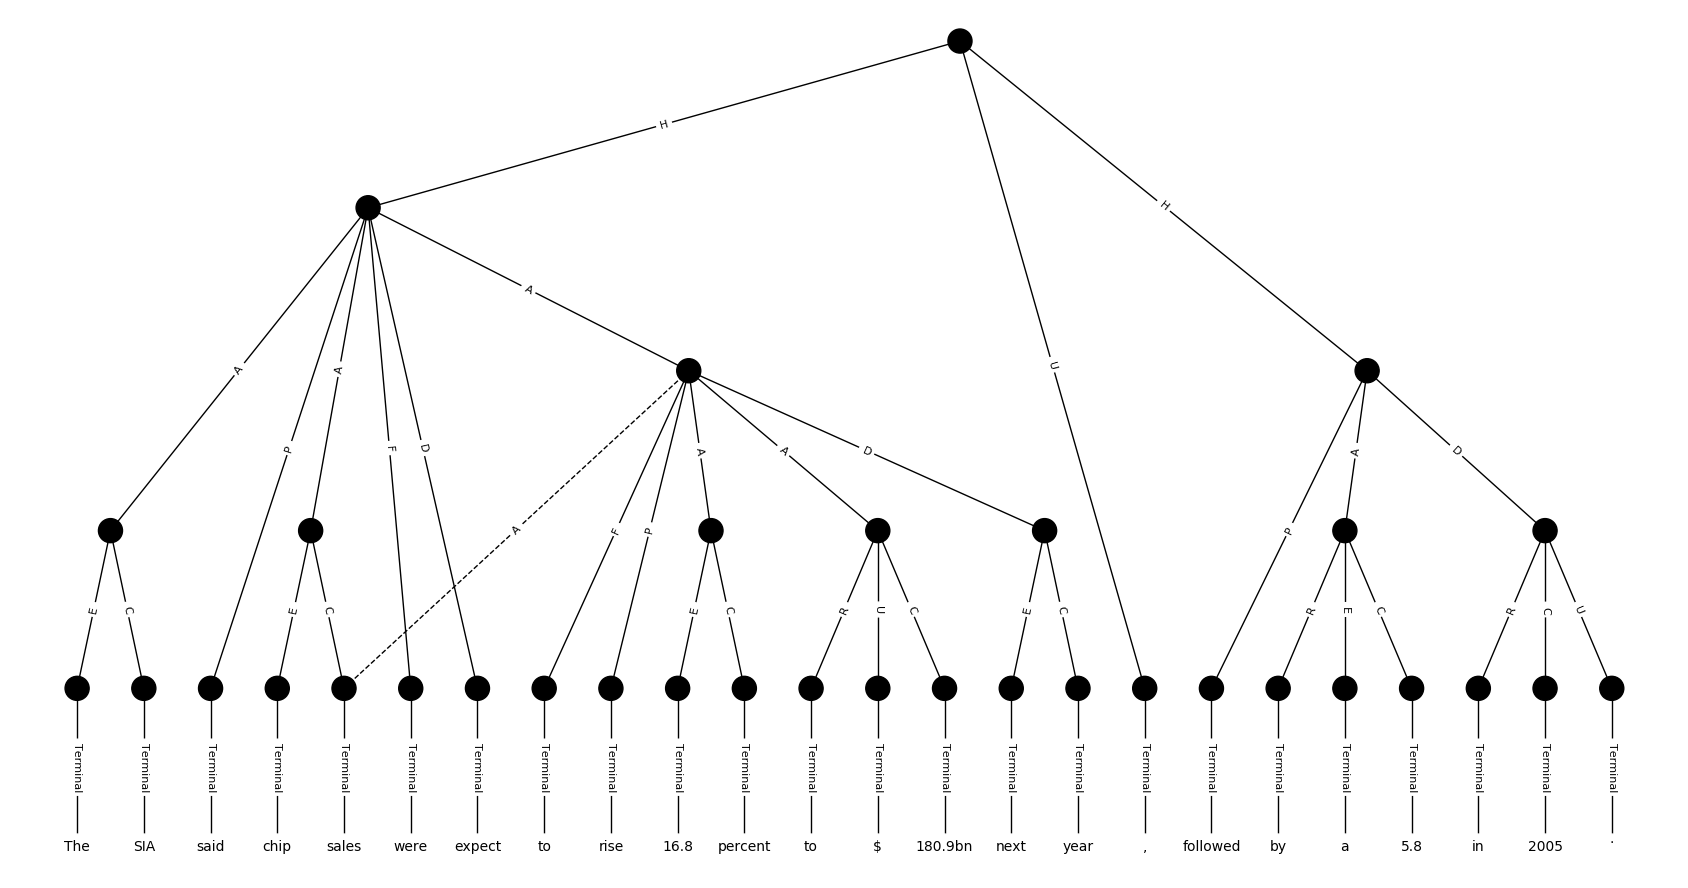 H
H
A
A
U
A
P
A
F
D
A
A
D
A
D
P
A
F
P
E
C
E
C
E
C
R
U
C
E
C
R
E
C
R
C
U
Terminal Terminal Terminal Terminal Terminal Terminal Terminal Terminal Terminal Terminal Terminal Terminal Terminal Terminal Terminal Terminal Terminal Terminal Terminal Terminal Terminal Terminal Terminal Terminal
The SIA said chip sales were expect to rise 16.8 percent to $ 180.9bn next year , followed by a 5.8 in 2005 .